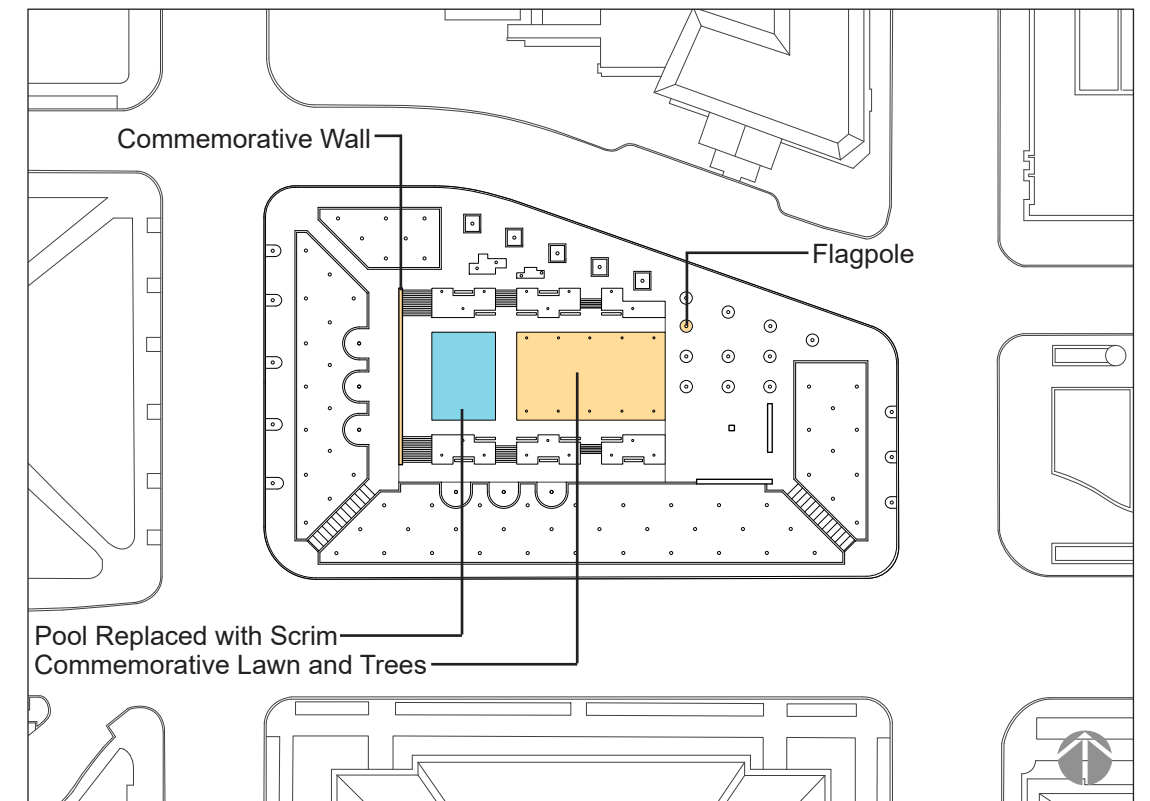 Commemorative Wall
Flagpole
Pool Replaced with Scrim
Commemorative Lawn and Trees